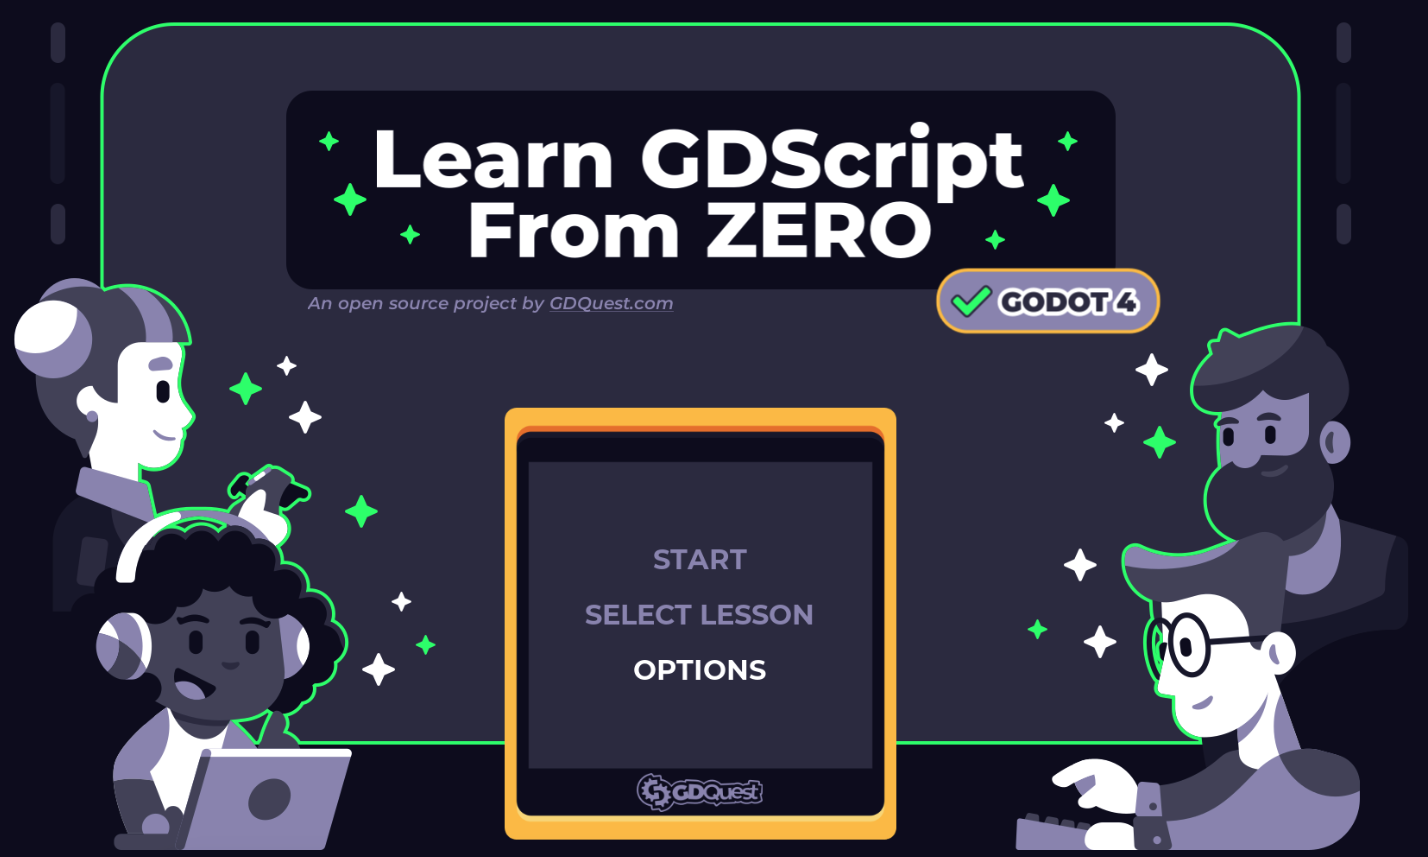 Learn GDScript
From ZERO
An open source project by GDQuest.com
GODOT 4
START
SELECT LESSON
OPTIONS
GDQuest